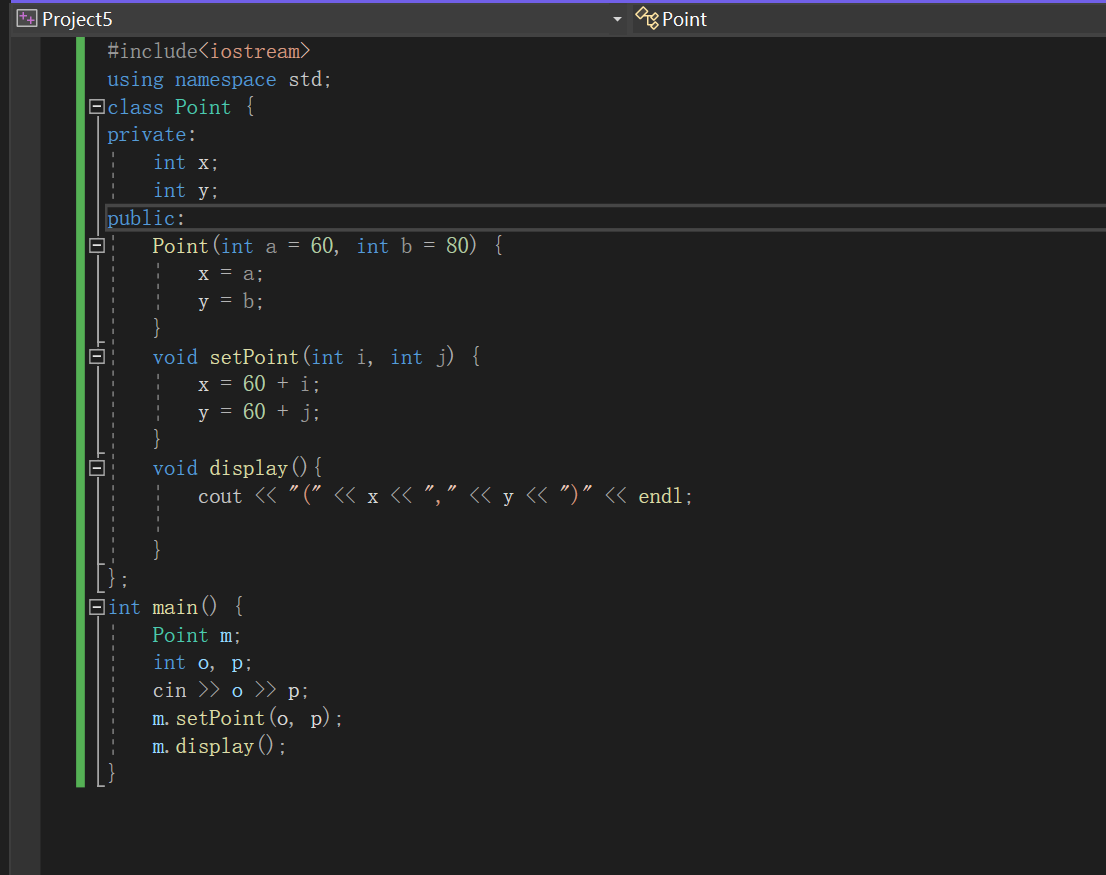 Project5
Point
#include<iostream>
using namespace std;
class Point {
private:
    int x;
    int y;
public:
    Point(int a = 60, int b = 80) {
        x = a;
        y = b;
    }
    void setPoint(int i, int j) {
        x = 60 + i;
        y = 60 + j;
    }
    void display(){
        cout << "(" << x << "," << y << ")" << endl;
    }
};
int main() {
    Point m;
    int o, p;
    cin >> o >> p;
    m.setPoint(o, p);
    m.display();
}